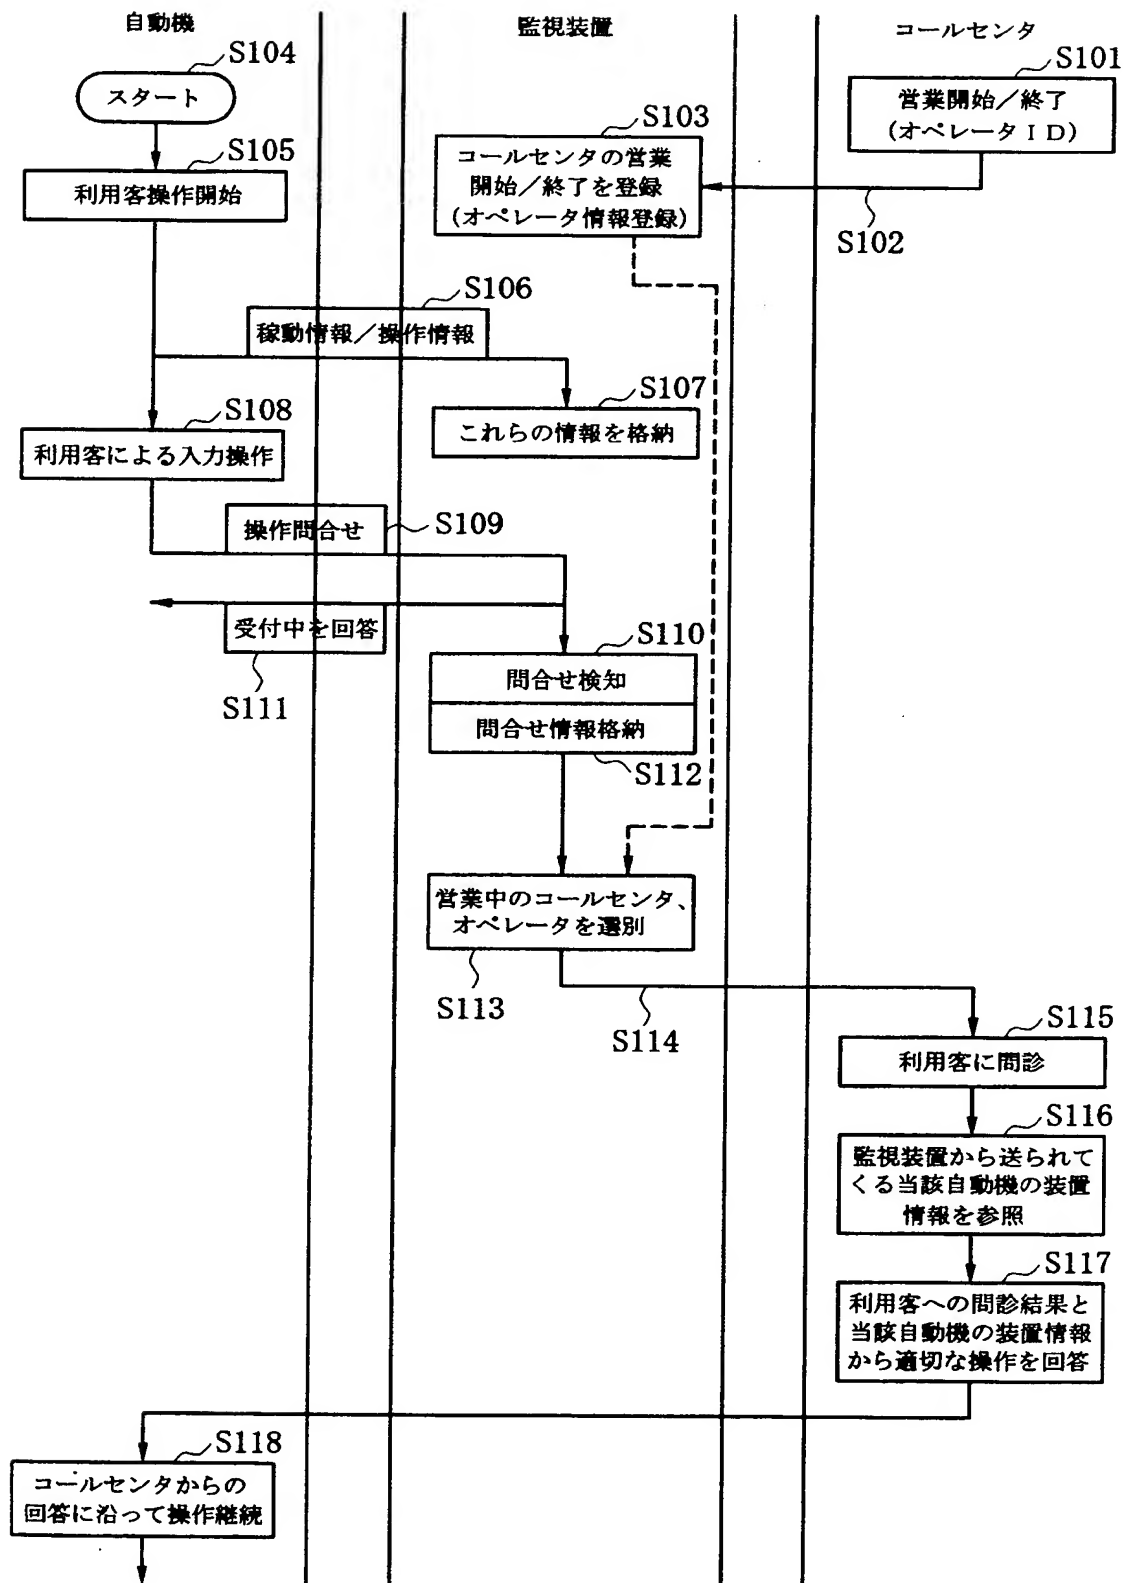 自動機
監視装置
コールセンタ
S104
スタート
S101
営業開始／終了
(オペレータＩＤ)
S103
コールセンタの営業
開始／終了を登録
(オペレータ情報登録)
S102
S105
利用客操作開始
S106
稼動情報／操作情報
S107
これらの情報を格納
S108
利用客による入力操作
操作問合せ
S109
受付中を回答
S111
S110
問合せ検知
問合せ情報格納
S112
営業中のコールセンタ、
オペレータを選別
S113
S114
S115
利用客に問診
S116
監視装置から送られて
くる当該自動機の装置
情報を参照
S117
利用客への問診結果と
当該自動機の装置情報
から適切な操作を回答
S118
コールセンタからの
回答に沿って操作継続